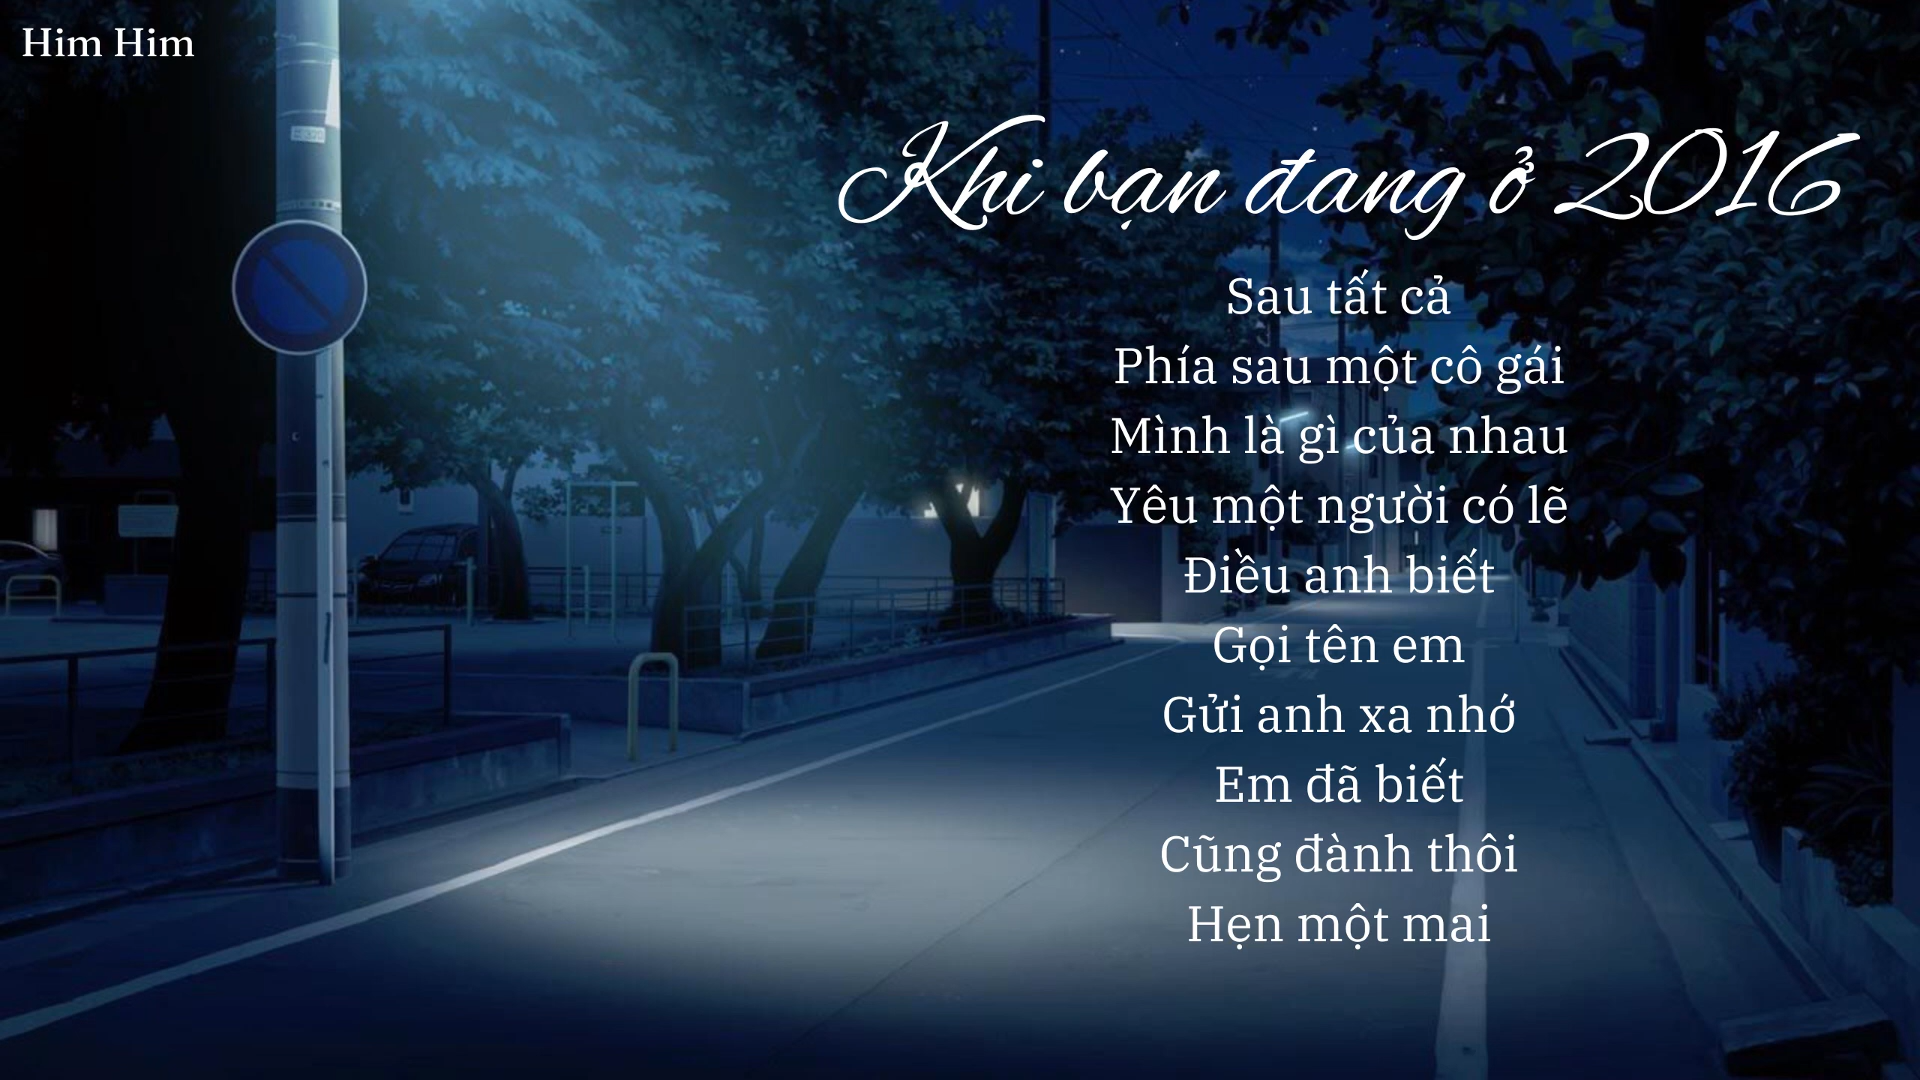 Him Him
Khi bạn đang ở 2016
Sau tất cả
Phía sau một cô gái
Mình là gì của nhau
Yêu một người có lẽ
Điều anh biết
Gọi tên em
Gửi anh xa nhớ
Em đã biết
Cũng đành thôi
Hẹn một mai